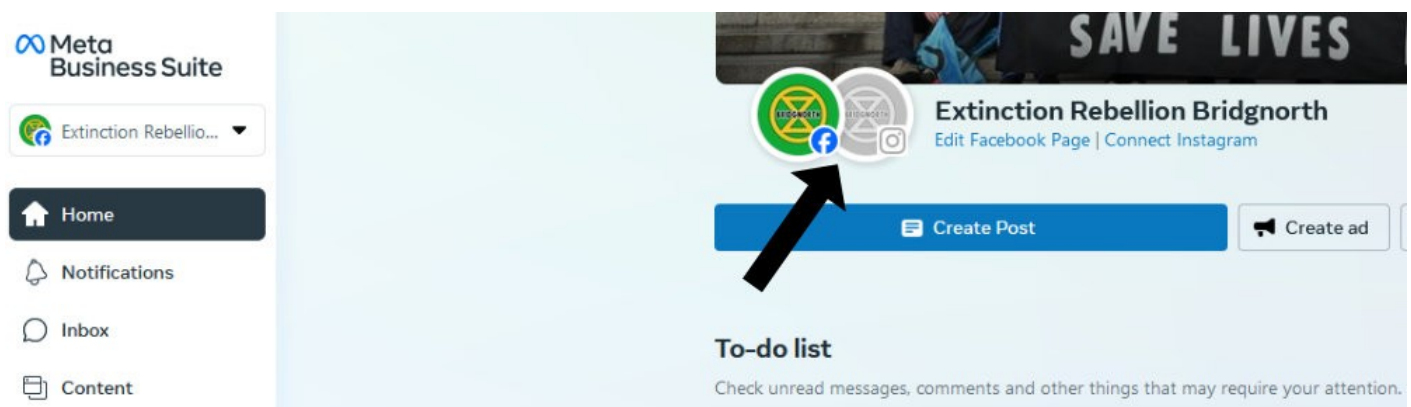 Meta
Business Suite
Extinction Rebellio...
Home
Notifications
Inbox
Content
SAVE LIVES
BRIDGNORTH
BRIDGNORTH
Extinction Rebellion Bridgnorth
Edit Facebook Page | Connect Instagram
Create Post
Create ad
To-do list
Check unread messages, comments and other things that may require your attention.